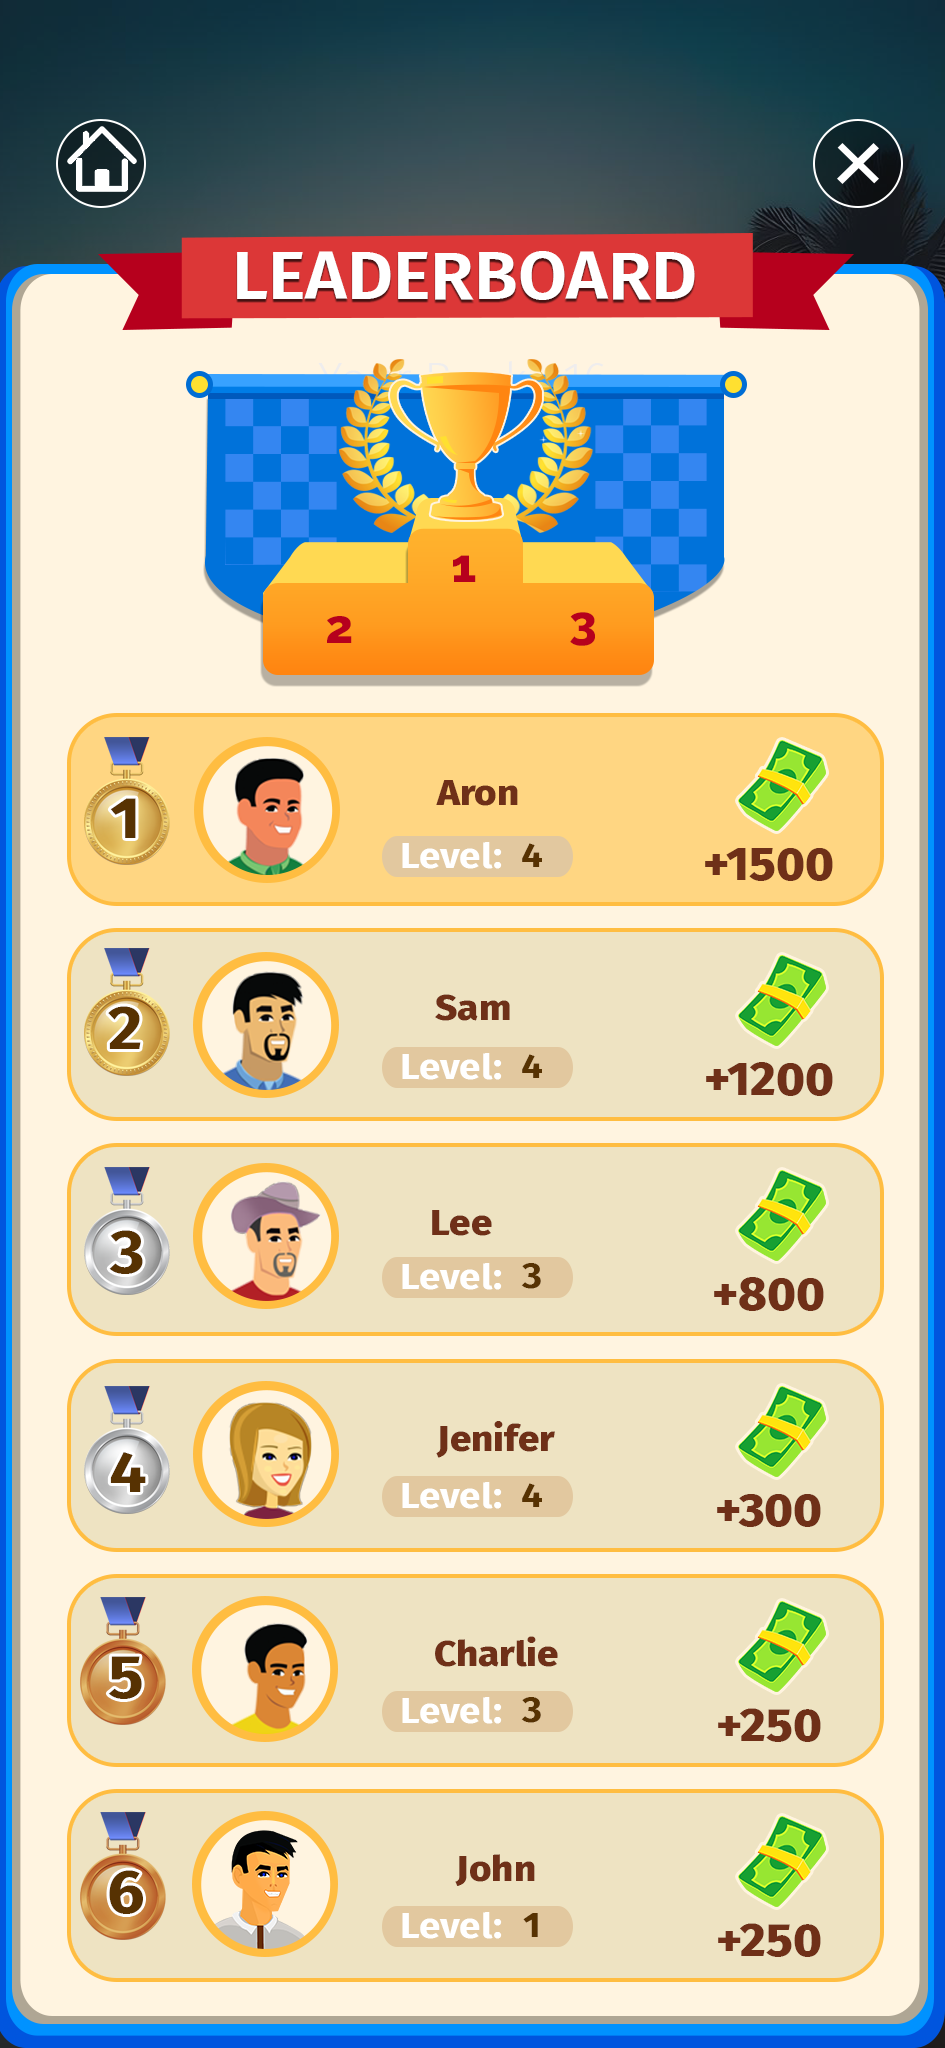 LEADERBOARD
1
2 3
1
Aron
Level: 4
+1500
2
Sam
Level: 4
+1200
3
Lee
Level: 3
+800
4
Jenifer
Level: 4
+300
5
Charlie
Level: 3
+250
6
John
Level: 1
+250